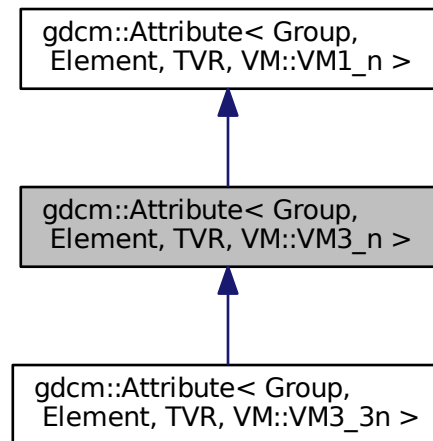 gdcm::Attribute< Group,
Element, TVR, VM::VM1_n >
gdcm::Attribute< Group,
Element, TVR, VM::VM3_n >
gdcm::Attribute< Group,
Element, TVR, VM::VM3_3n >